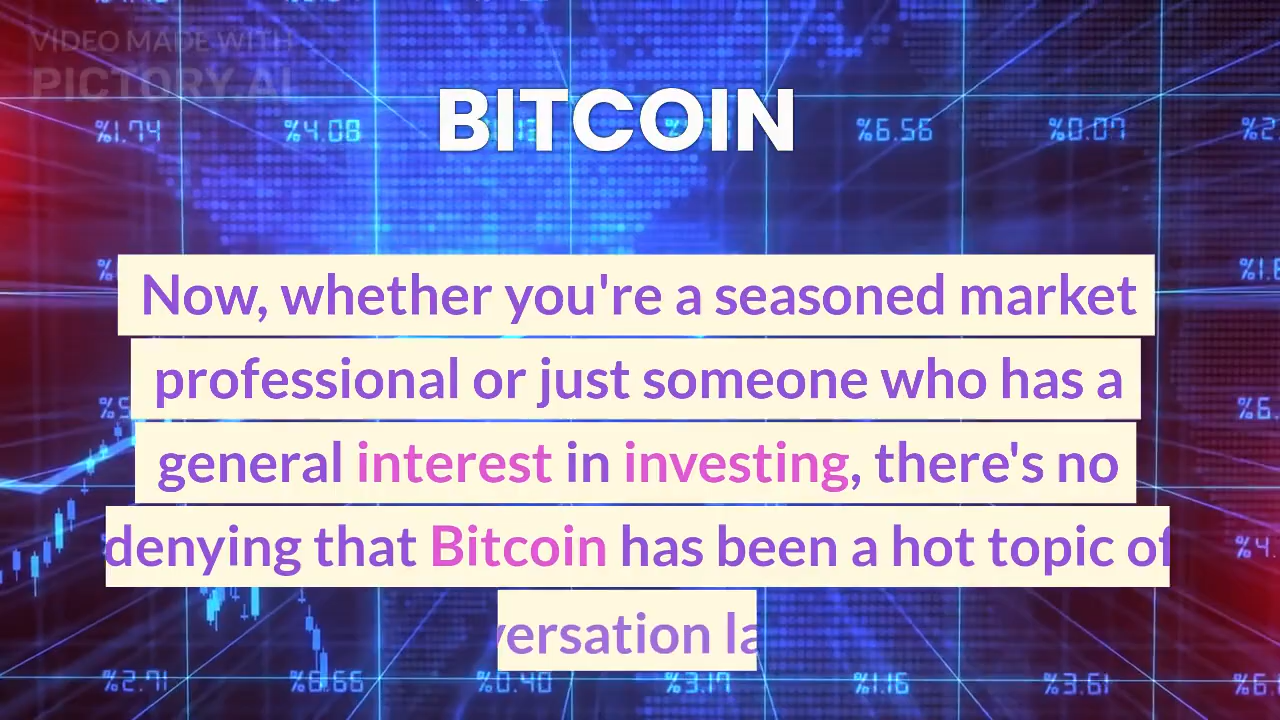 VIDEO MADE WITH
PICTORY.AI
BITCOIN
%1.74 %4.08 %6.56 %0.07
Now, whether you're a seasoned market
professional or just someone who has a
general interest in investing, there's no
denying that Bitcoin has been a hot topic of
versation la
%2.71 %6.66 %0.40 %3.17 %1.16 %3.61